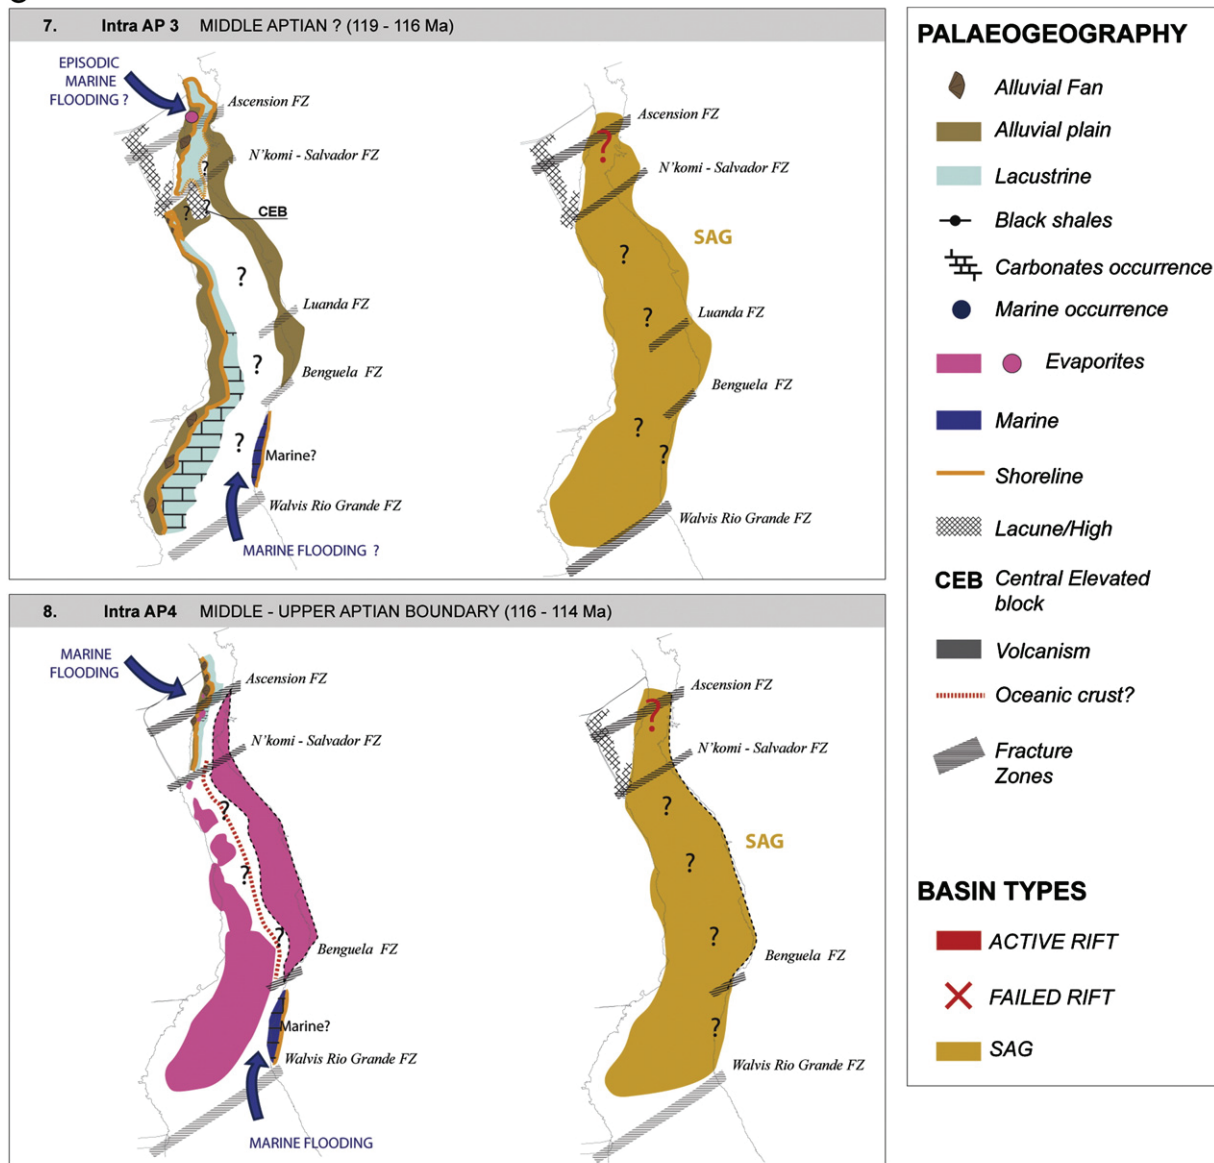 7. Intra AP 3 MIDDLE APTIAN ? (119 - 116 Ma)
EPISODIC
MARINE
FLOODING ?
Ascension FZ
N'komi - Salvador FZ
?
?
?
CEB
?
Luanda FZ
?
Benguela FZ
?
Marine?
Walvis Rio Grande FZ
MARINE FLOODING ?
Ascension FZ
?
N'komi - Salvador FZ
SAG
?
?
Luanda FZ
Benguela FZ
?
?
Walvis Rio Grande FZ
8. Intra AP4 MIDDLE - UPPER APTIAN BOUNDARY (116 - 114 Ma)
MARINE
FLOODING
Ascension FZ
N'komi - Salvador FZ
?
?
?
Benguela FZ
Marine?
Walvis Rio Grande FZ
MARINE FLOODING
Ascension FZ
?
N'komi - Salvador FZ
?
SAG
?
?
Benguela FZ
?
Walvis Rio Grande FZ
PALAEOGEOGRAPHY
Alluvial Fan
Alluvial plain
Lacustrine
Black shales
Carbonates occurrence
Marine occurrence
Evaporites
Marine
Shoreline
Lacune/High
CEB Central Elevated
block
Volcanism
Oceanic crust?
Fracture
Zones
BASIN TYPES
ACTIVE RIFT
FAILED RIFT
SAG